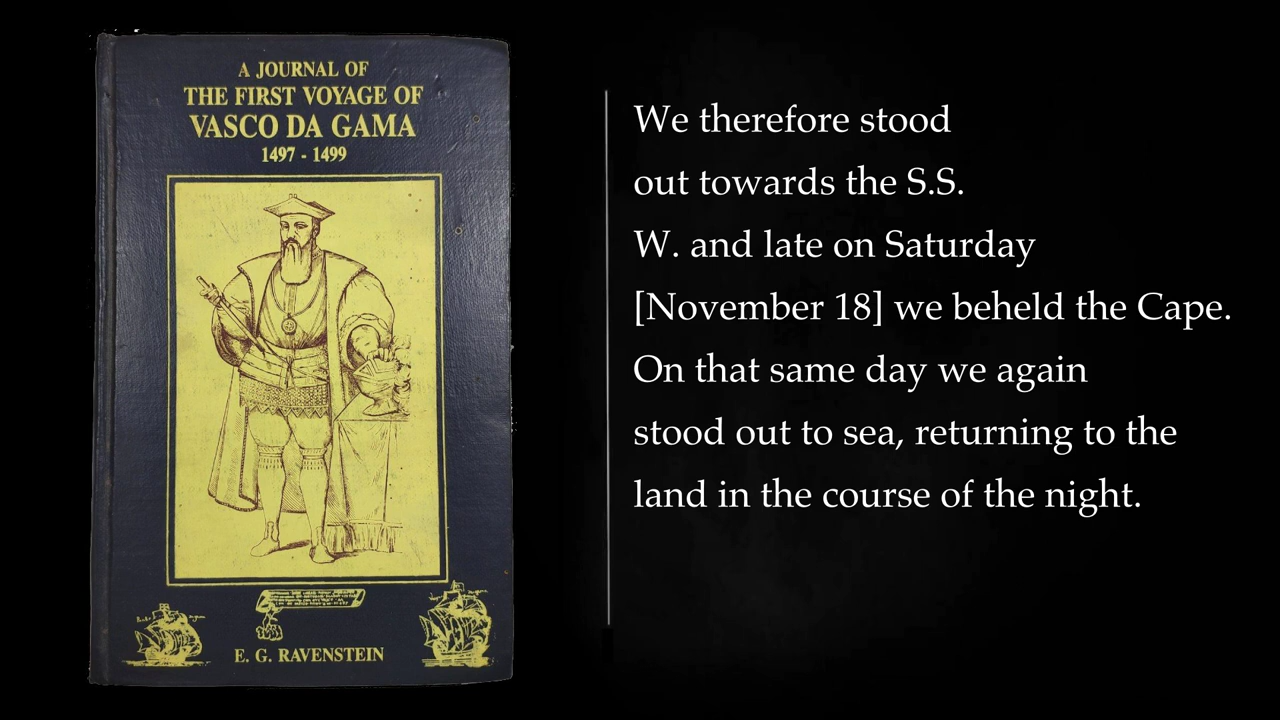 A JOURNAL OF
THE FIRST VOYAGE OF
VASCO DA GAMA
1497 - 1499
E. G. RAVENSTEIN
We therefore stood
out towards the S.S.
W. and late on Saturday
[November 18] we beheld the Cape.
On that same day we again
stood out to sea, returning to the
land in the course of the night.